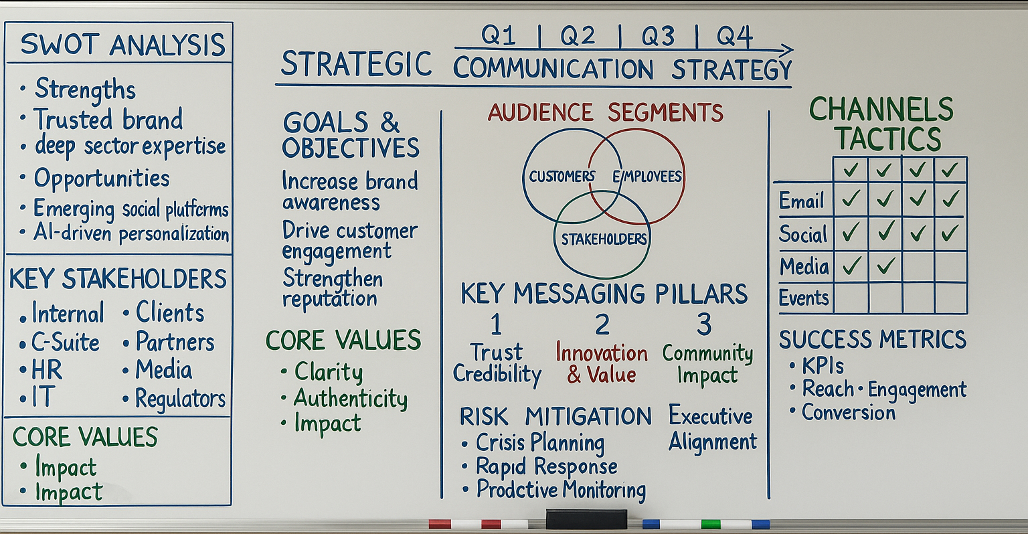 SWOT ANALYSIS
• Strengths
• Trusted brand
• deep sector expertise
• Opportunities
• Emerging social platforms
• AI-driven personalization
KEY STAKEHOLDERS
• Internal
• C-Suite
• HR
• IT
• Clients
• Partners
• Media
• Regulators
CORE VALUES
• Impact
• Impact
Q1 | Q2 | Q3 | Q4
STRATEGIC COMMUNICATION STRATEGY
GOALS &
OBJECTIVES
Increase brand
awareness
Drive customer
engagement
Strengthen
reputation
CORE VALUES
• Clarity
• Authenticity
• Impact
AUDIENCE SEGMENTS
CUSTOMERS
EMPLOYEES
STAKEHOLDERS
KEY MESSAGING PILLARS
1 2 3
Trust
Credibility
Innovation
& Value
Community
Impact
RISK MITIGATION
• Crisis Planning
• Rapid Response
• Prodctive Monitoring
Executive
Alignment
CHANNELS
TACTICS
✓ ✓ ✓ ✓
Email ✓ ✓ ✓ ✓
Social ✓ ✓ ✓ ✓
Media ✓ ✓
Events
SUCCESS METRICS
• KPIs
• Reach • Engagement
• Conversion